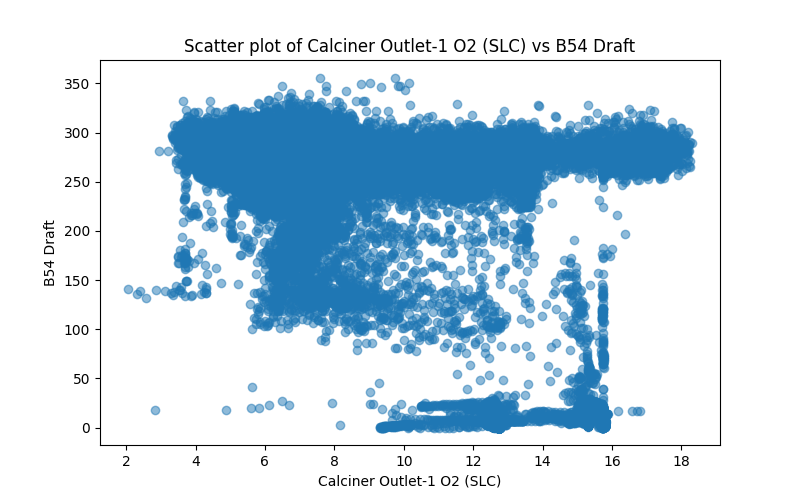 Scatter plot of Calciner Outlet-1 O2 (SLC) vs B54 Draft
350
300
250
200
150
100
50
0
B54 Draft
2 4 6 8 10 12 14 16 18
Calciner Outlet-1 O2 (SLC)